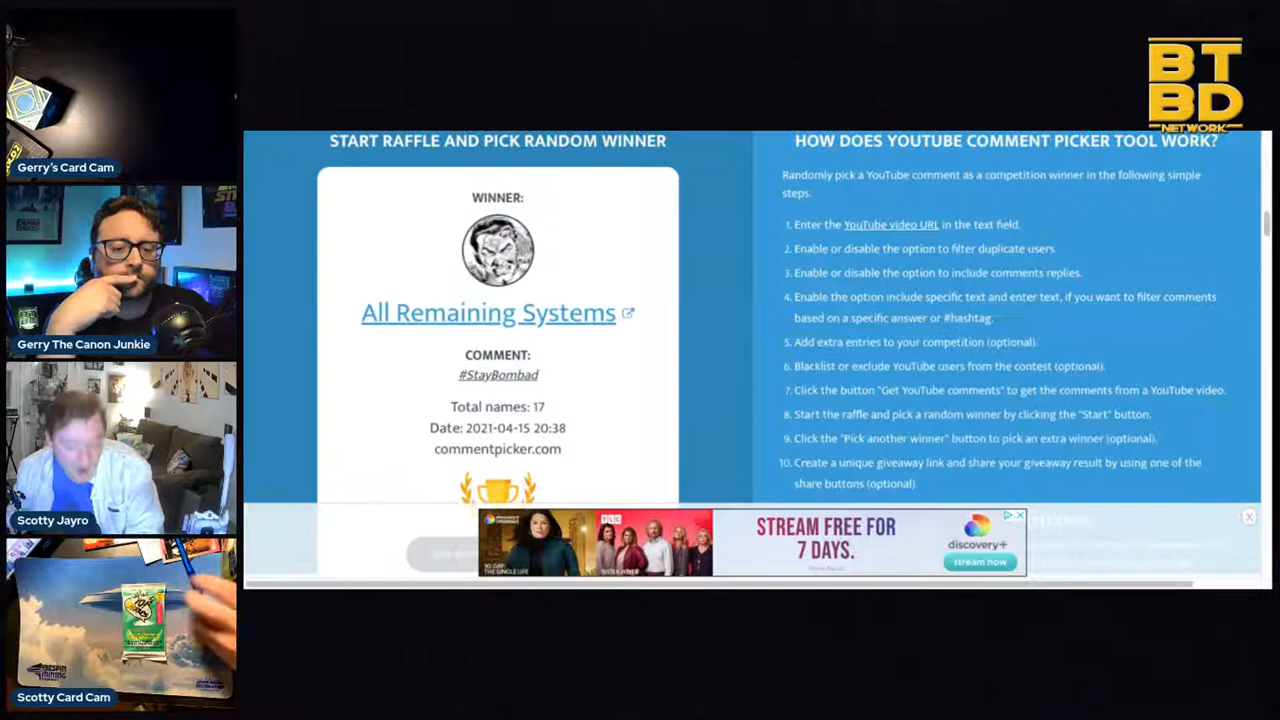 Gerry's Card Cam
Gerry The Canon Junkie
Scotty Jayro
BESPIN
MINING
Scotty Card Cam
BT
BD
NETWORK
START RAFFLE AND PICK RANDOM WINNER
WINNER:
All Remaining Systems
COMMENT:
#StayBombad
Total names: 17
Date: 2021-04-15 20:38
commentpicker.com
HOW DOES YOUTUBE COMMENT PICKER TOOL WORK?
Randomly pick a YouTube comment as a competition winner in the following simple
steps.
1. Enter the YouTube video URL in the text field.
2. Enable or disable the option to filter duplicate users.
3. Enable or disable the option to include comments replies.
4. Enable the option include specific text and enter text, if you want to filter comments
based on a specific answer or #hashtag.
5. Add extra entries to your competition (optional).
6. Blacklist or exclude YouTube users from the contest (optional).
7. Click the button "Get YouTube comments" to get the comments from a YouTube video.
8. Start the raffle and pick a random winner by clicking the "Start" button.
9. Click the "Pick another winner" button to pick an extra winner (optional).
10. Create a unique giveaway link and share your giveaway result by using one of the
share buttons (optional).
discovery+
TLC
90 DAY:
THE SINGLE LIFE
STREAM FREE FOR
7 DAYS.
discovery+
stream now